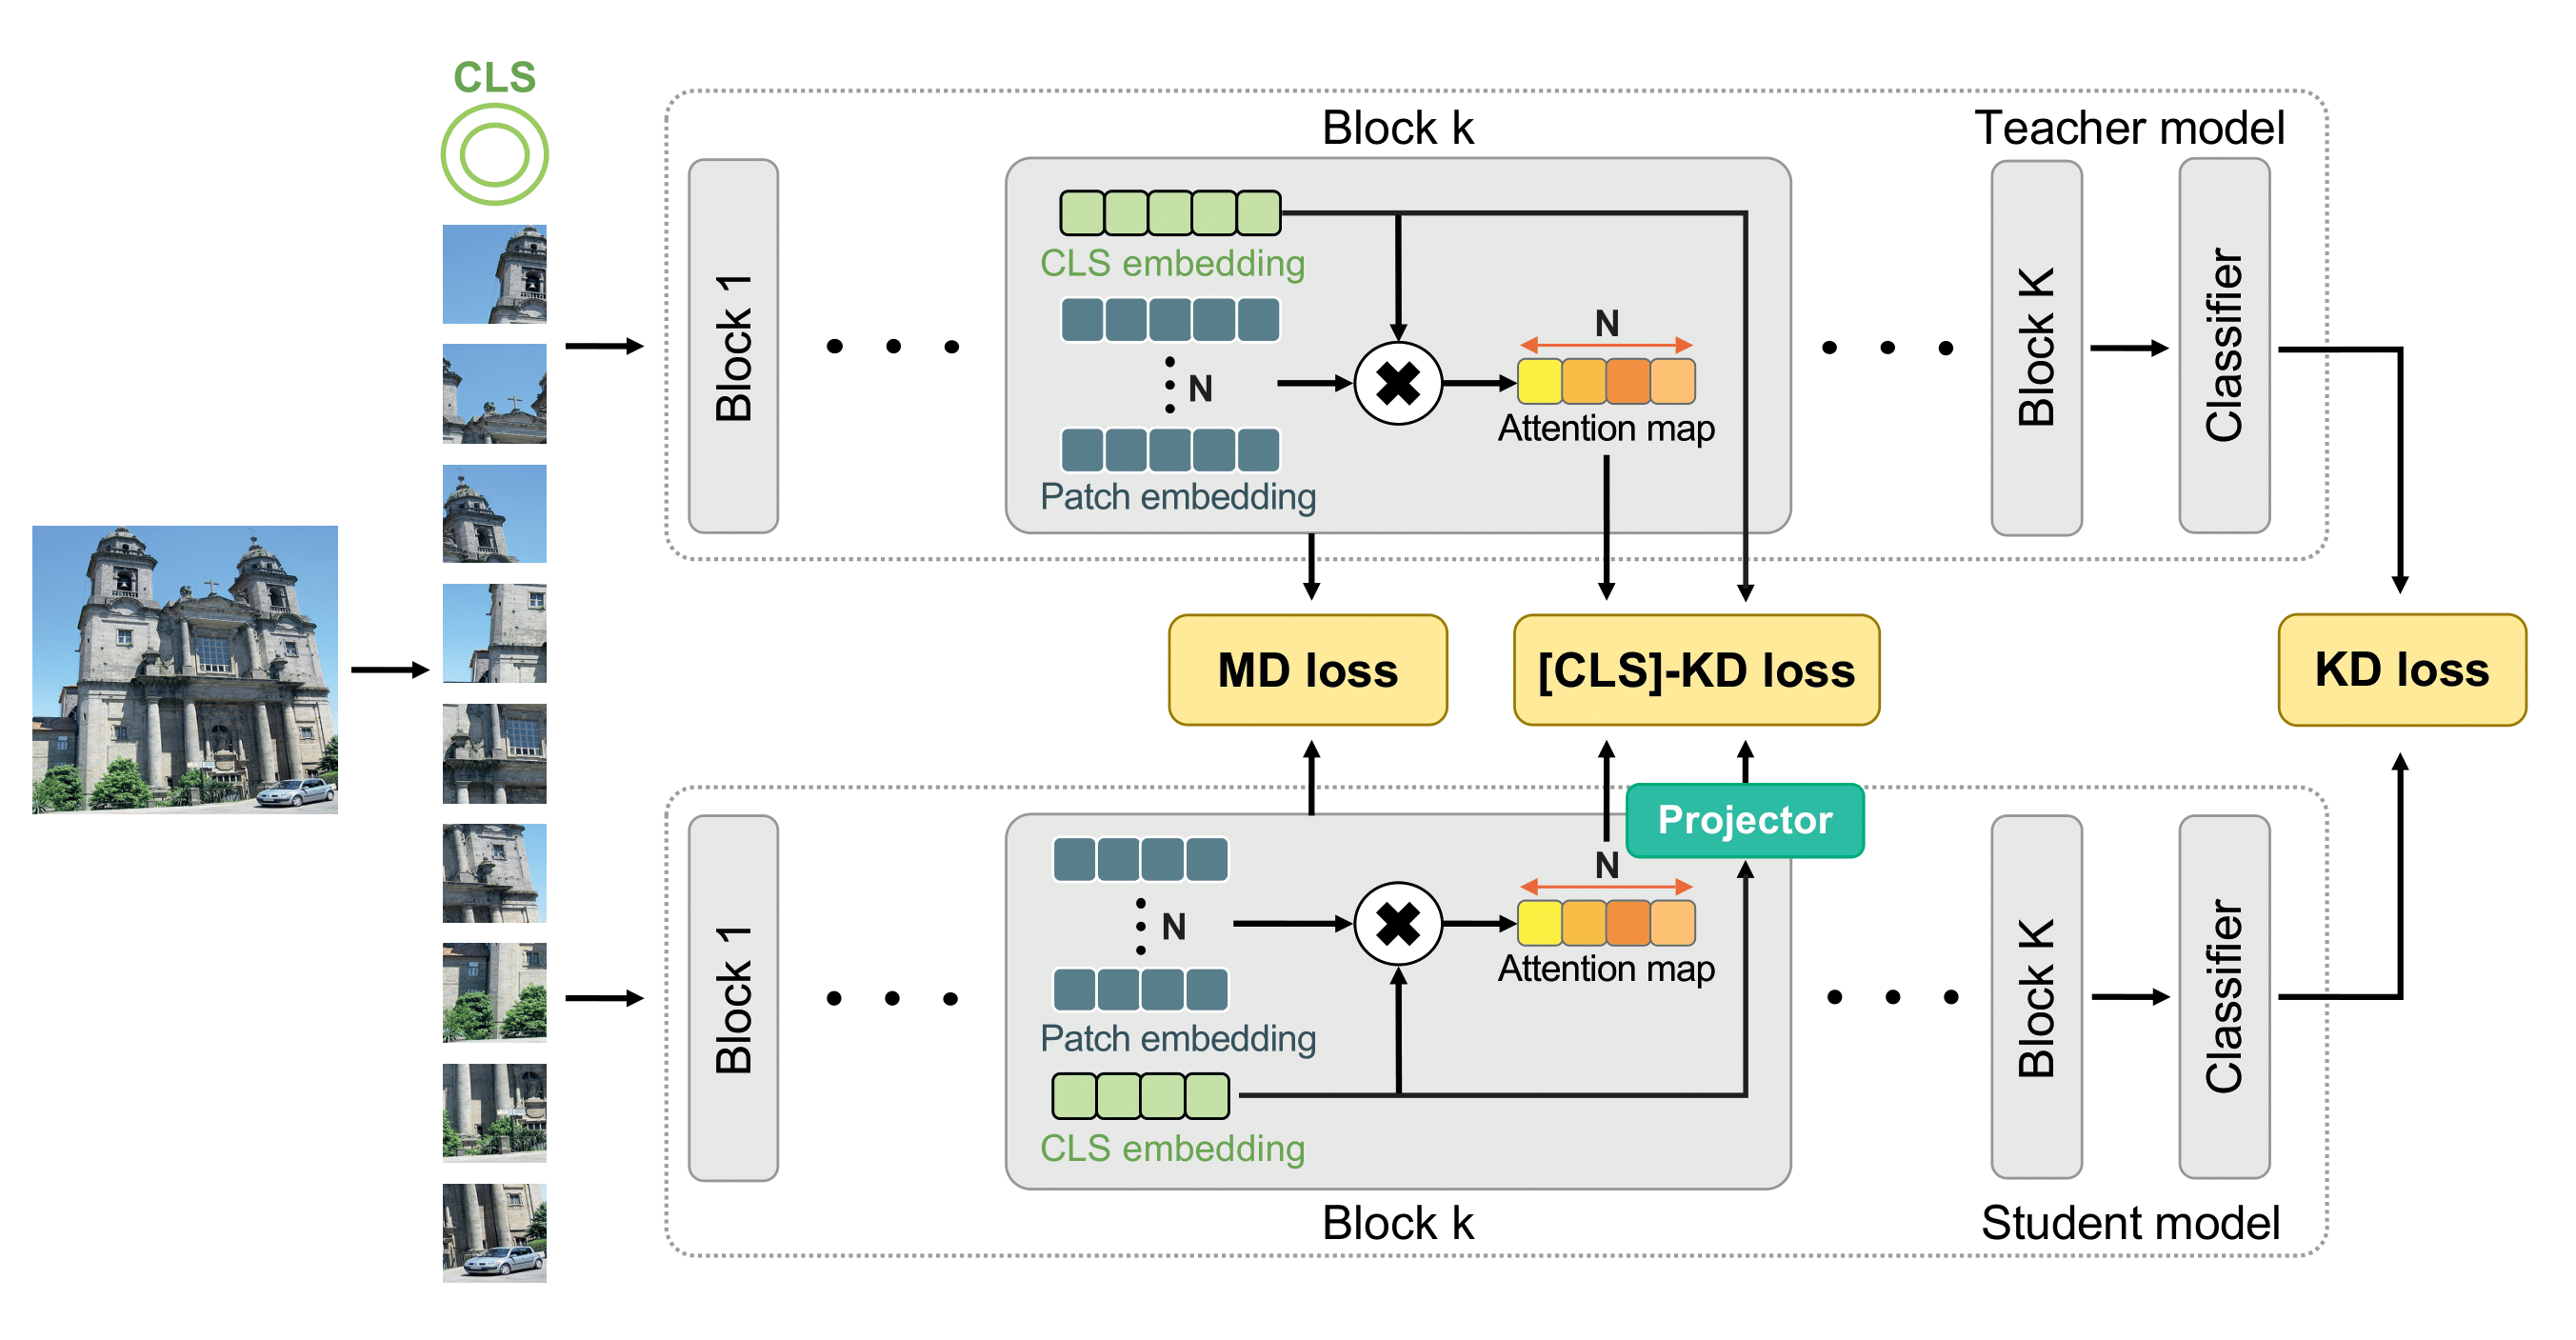 CLS
Block k
Teacher model
Block 1
CLS embedding
N
Patch embedding
N
Attention map
Block K
Classifier
MD loss
[CLS]-KD loss
KD loss
Projector
Block 1
N
Patch embedding
CLS embedding
N
Attention map
Block K
Classifier
Block k
Student model